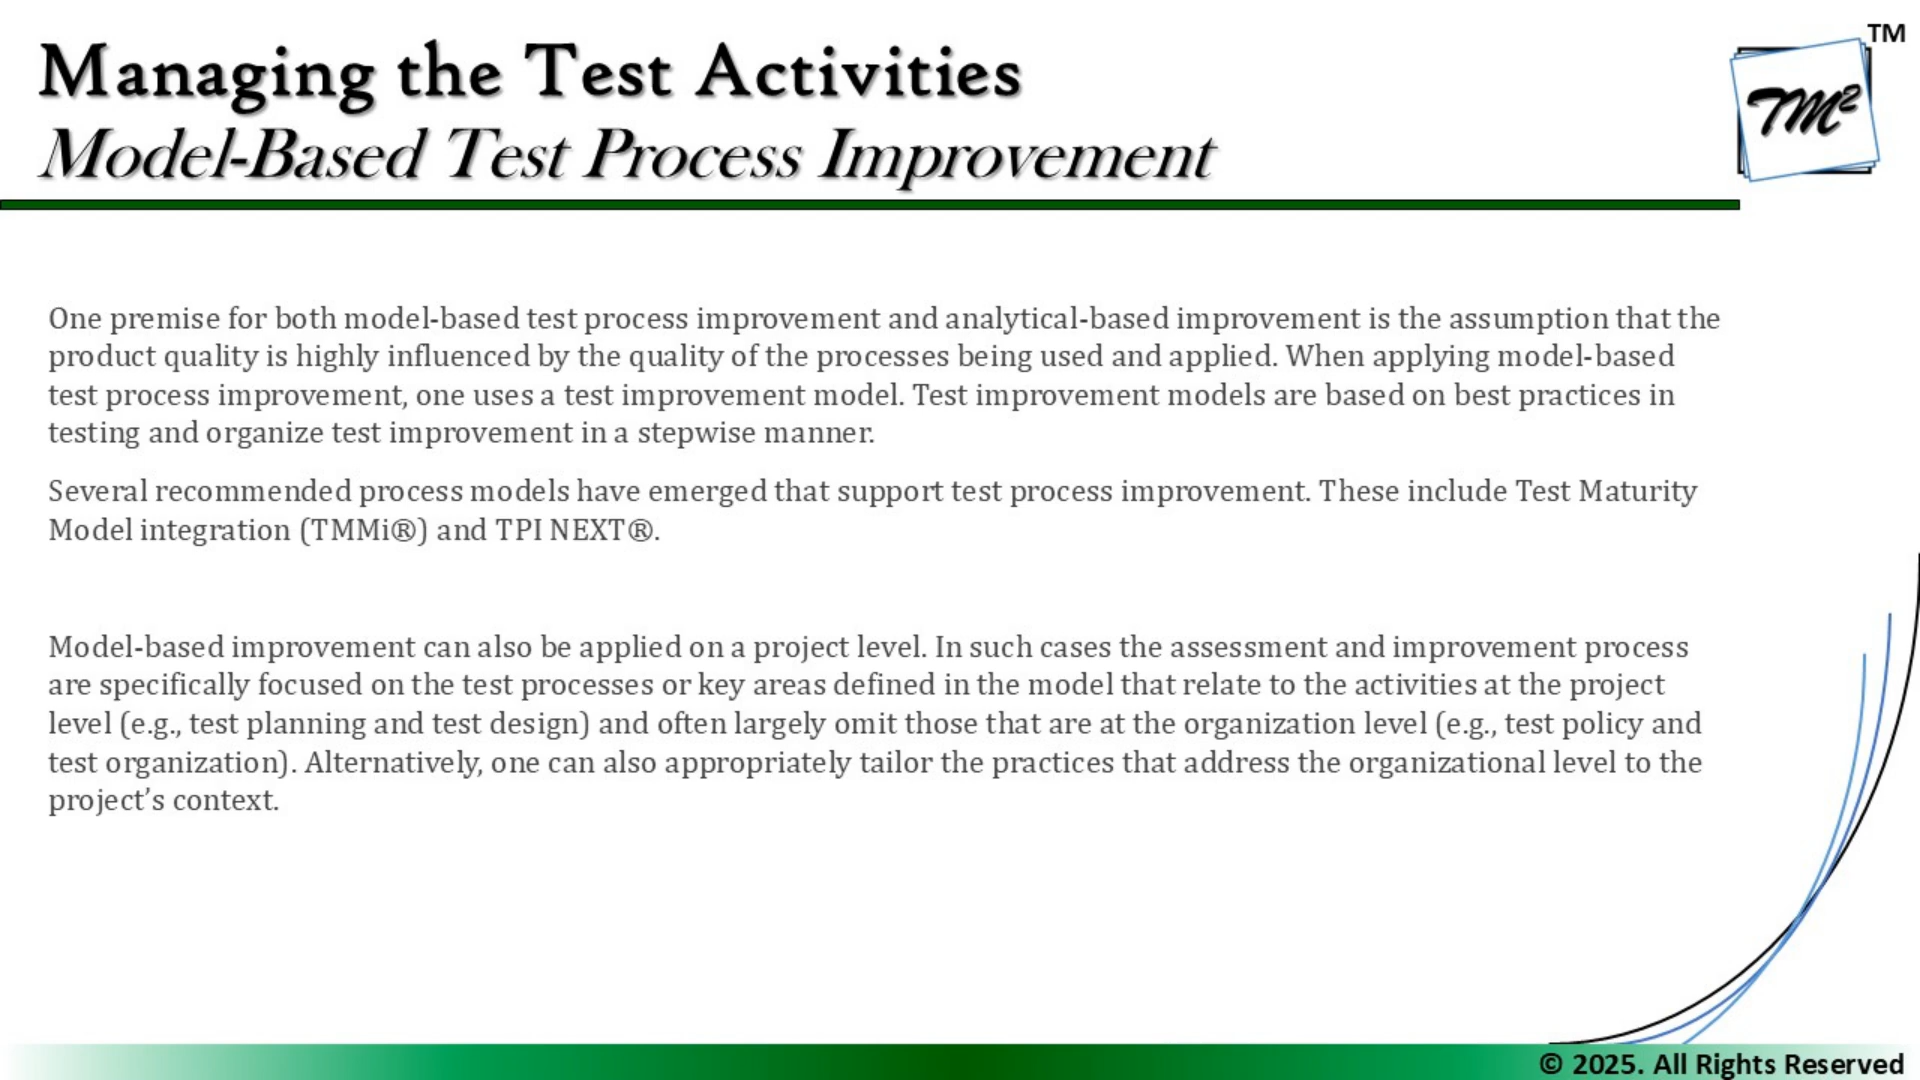 Managing the Test Activities
Model-Based Test Process Improvement
TM
TM²
One premise for both model-based test process improvement and analytical-based improvement is the assumption that the
product quality is highly influenced by the quality of the processes being used and applied. When applying model-based
test process improvement, one uses a test improvement model. Test improvement models are based on best practices in
testing and organize test improvement in a stepwise manner.
Several recommended process models have emerged that support test process improvement. These include Test Maturity
Model integration (TMMi®) and TPI NEXT®.
Model-based improvement can also be applied on a project level. In such cases the assessment and improvement process
are specifically focused on the test processes or key areas defined in the model that relate to the activities at the project
level (e.g., test planning and test design) and often largely omit those that are at the organization level (e.g., test policy and
test organization). Alternatively, one can also appropriately tailor the practices that address the organizational level to the
project’s context.
© 2025. All Rights Reserved